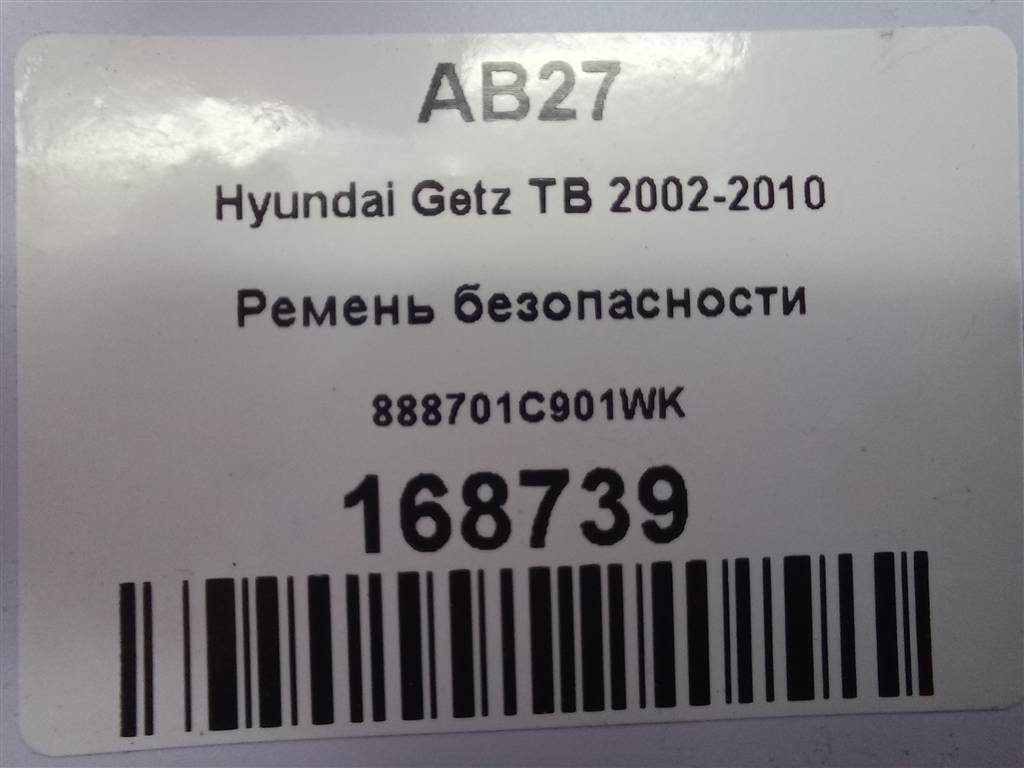 AB27
Hyundai Getz TB 2002-2010
Ремень безопасности
888701C901WK
168739